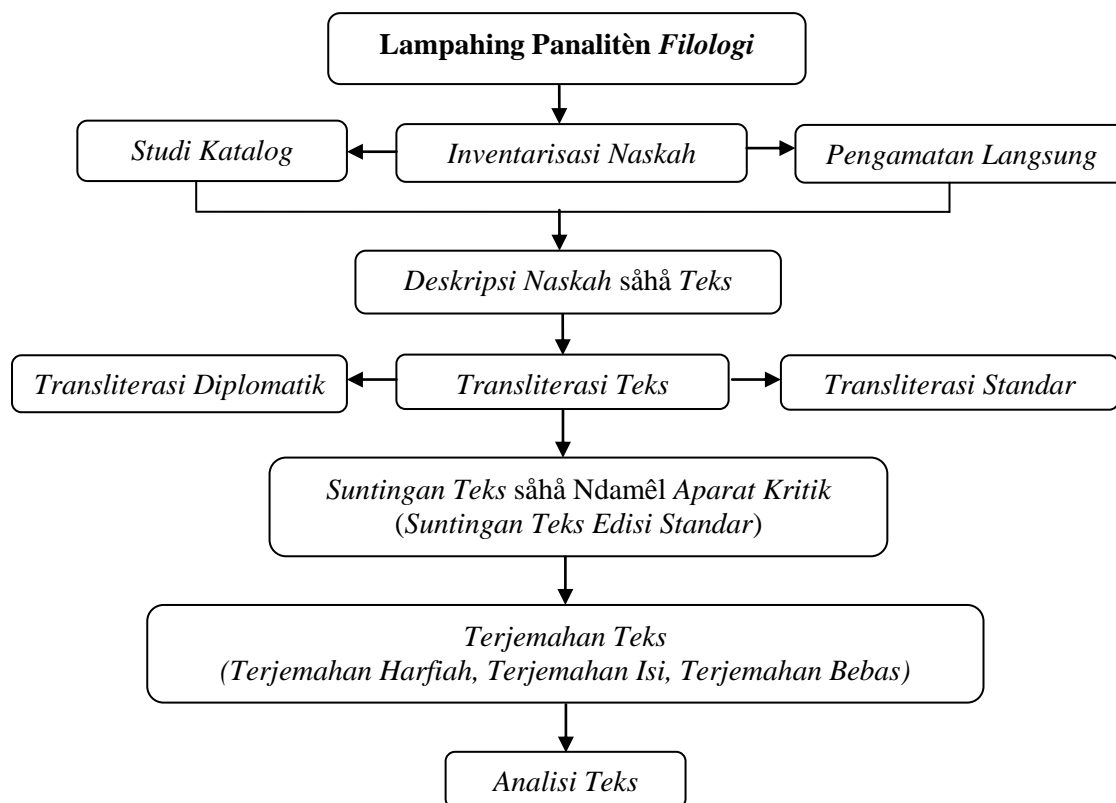 Lampahing Panalitèn Filologi
Studi Katalog
Inventarisasi Naskah
Pengamatan Langsung
Deskripsi Naskah såhå Teks
Transliterasi Diplomatik
Transliterasi Teks
Transliterasi Standar
Suntingan Teks såhå Ndamêl Aparat Kritik
(Suntingan Teks Edisi Standar)
Terjemahan Teks
(Terjemahan Harfiah, Terjemahan Isi, Terjemahan Bebas)
Analisi Teks